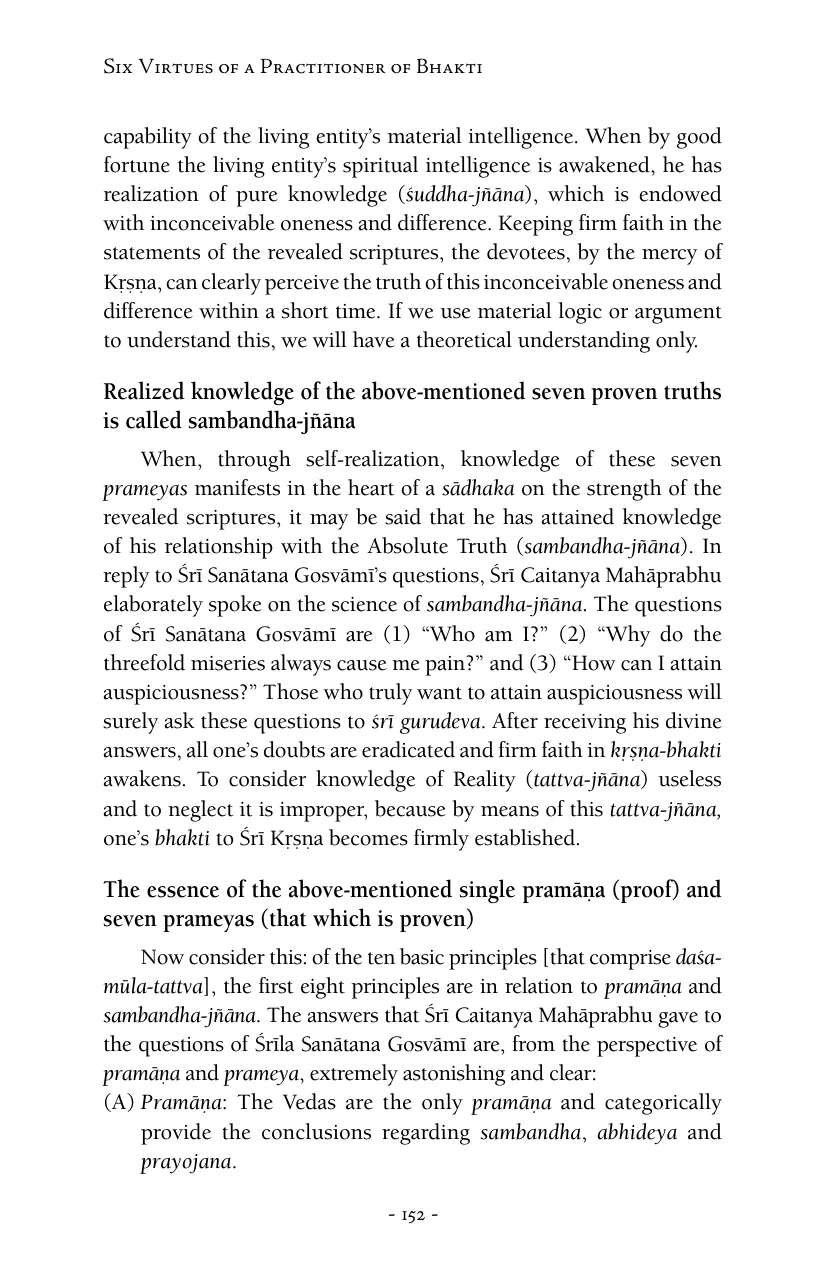 Six Virtues of a Practitioner of Bhakti
capability of the living entity’s material intelligence. When by good
fortune the living entity’s spiritual intelligence is awakened, he has
realization of pure knowledge (śuddha-jñāna), which is endowed
with inconceivable oneness and difference. Keeping firm faith in the
statements of the revealed scriptures, the devotees, by the mercy of
Kṛṣṇa, can clearly perceive the truth of this inconceivable oneness and
difference within a short time. If we use material logic or argument
to understand this, we will have a theoretical understanding only.
Realized knowledge of the above-mentioned seven proven truths
is called sambandha-jñāna
When, through self-realization, knowledge of these seven
prameyas manifests in the heart of a sādhaka on the strength of the
revealed scriptures, it may be said that he has attained knowledge
of his relationship with the Absolute Truth (sambandha-jñāna). In
reply to Śrī Sanātana Gosvāmī’s questions, Śrī Caitanya Mahāprabhu
elaborately spoke on the science of sambandha-jñāna. The questions
of Śrī Sanātana Gosvāmī are (1) “Who am I?” (2) “Why do the
threefold miseries always cause me pain?” and (3) “How can I attain
auspiciousness?” Those who truly want to attain auspiciousness will
surely ask these questions to śrī gurudeva. After receiving his divine
answers, all one’s doubts are eradicated and firm faith in kṛṣṇa-bhakti
awakens. To consider knowledge of Reality (tattva-jñāna) useless
and to neglect it is improper, because by means of this tattva-jñāna,
one’s bhakti to Śrī Kṛṣṇa becomes firmly established.
The essence of the above-mentioned single pramāṇa (proof) and
seven prameyas (that which is proven)
Now consider this: of the ten basic principles [that comprise daśa-
mūla-tattva], the first eight principles are in relation to pramāṇa and
sambandha-jñāna. The answers that Śrī Caitanya Mahāprabhu gave to
the questions of Śrīla Sanātana Gosvāmī are, from the perspective of
pramāṇa and prameya, extremely astonishing and clear:
(A) Pramāṇa: The Vedas are the only pramāṇa and categorically
provide the conclusions regarding sambandha, abhideya and
prayojana.
- 152 -